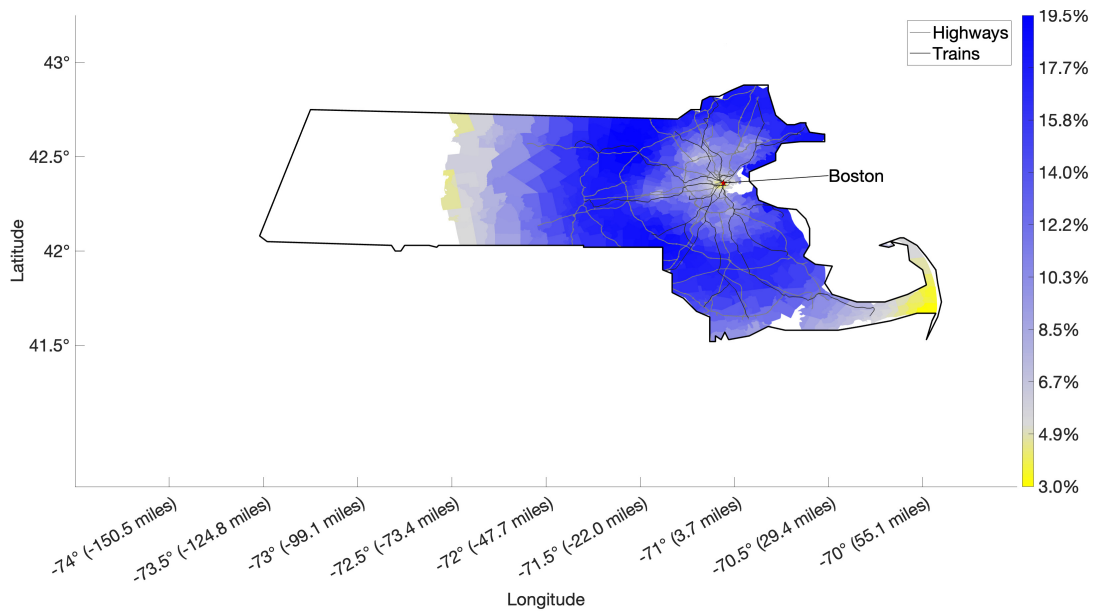 Highways
Trains
19.5%
17.7%
15.8%
14.0%
12.2%
10.3%
8.5%
6.7%
4.9%
3.0%
43°
42.5°
42°
41.5°
Latitude
Boston
-74° (-150.5 miles)
-73.5° (-124.8 miles)
-73° (-99.1 miles)
-72.5° (-73.4 miles)
-72° (-47.7 miles)
-71.5° (-22.0 miles)
-71° (3.7 miles)
-70.5° (29.4 miles)
-70° (55.1 miles)
Longitude